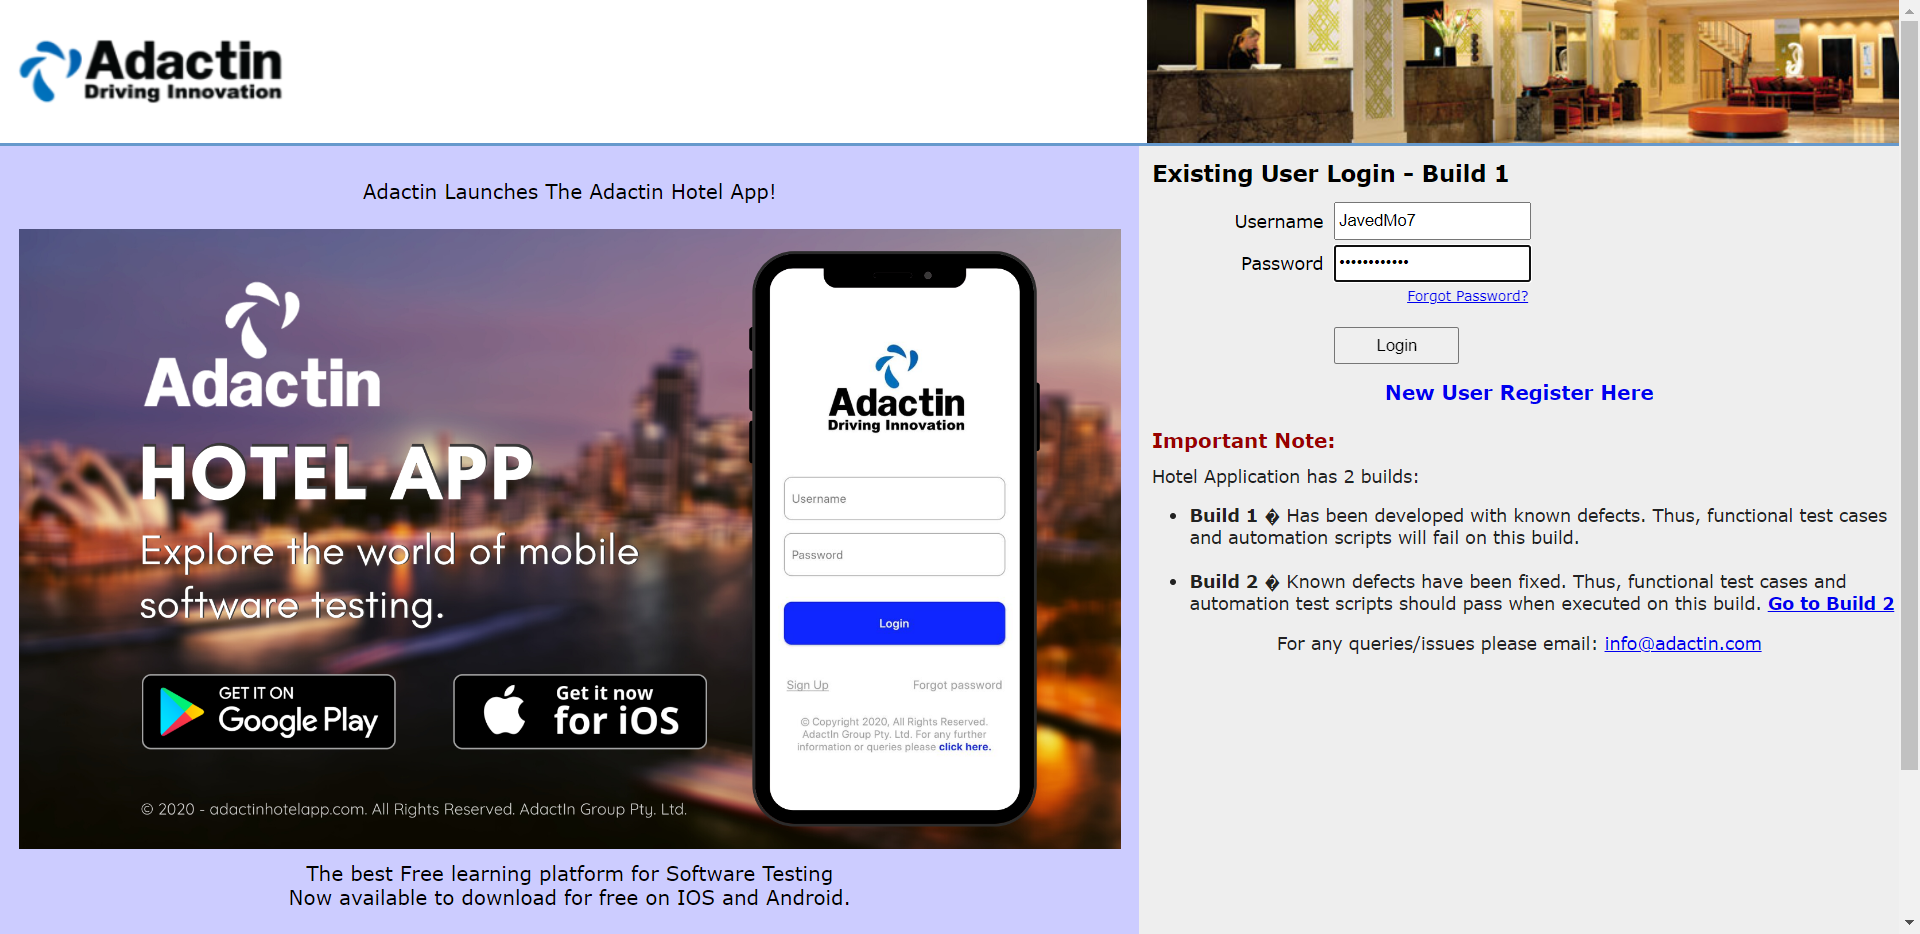 Adactin
Driving Innovation
Adactin Launches The Adactin Hotel App!
Adactin
HOTEL APP
Explore the world of mobile
software testing.
GET IT ON
Google Play
Get it now
for iOS
© 2020 - adactinhotelapp.com. All Rights Reserved. AdactIn Group Pty. Ltd.
Adactin
Driving Innovation
Username
Password
Login
Sign Up Forgot password
© Copyright 2020, All Rights Reserved.
AdactIn Group Pty. Ltd. For any further
information or queries please click here.
The best Free learning platform for Software Testing
Now available to download for free on IOS and Android.
Existing User Login - Build 1
Username JavedMo7
Password ••••••••••••
Forgot Password?
Login
New User Register Here
Important Note:
Hotel Application has 2 builds:
• Build 1 � Has been developed with known defects. Thus, functional test cases
and automation scripts will fail on this build.
• Build 2 � Known defects have been fixed. Thus, functional test cases and
automation test scripts should pass when executed on this build. Go to Build 2
For any queries/issues please email: info@adactin.com